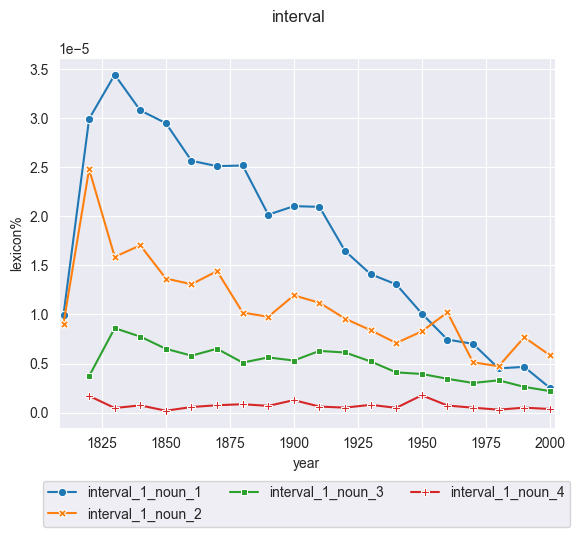 interval
1e−5
3.5
3.0
2.5
2.0
1.5
1.0
0.5
0.0
lexicon%
1825 1850 1875 1900 1925 1950 1975 2000
year
interval_1_noun_1 interval_1_noun_3 interval_1_noun_4
interval_1_noun_2